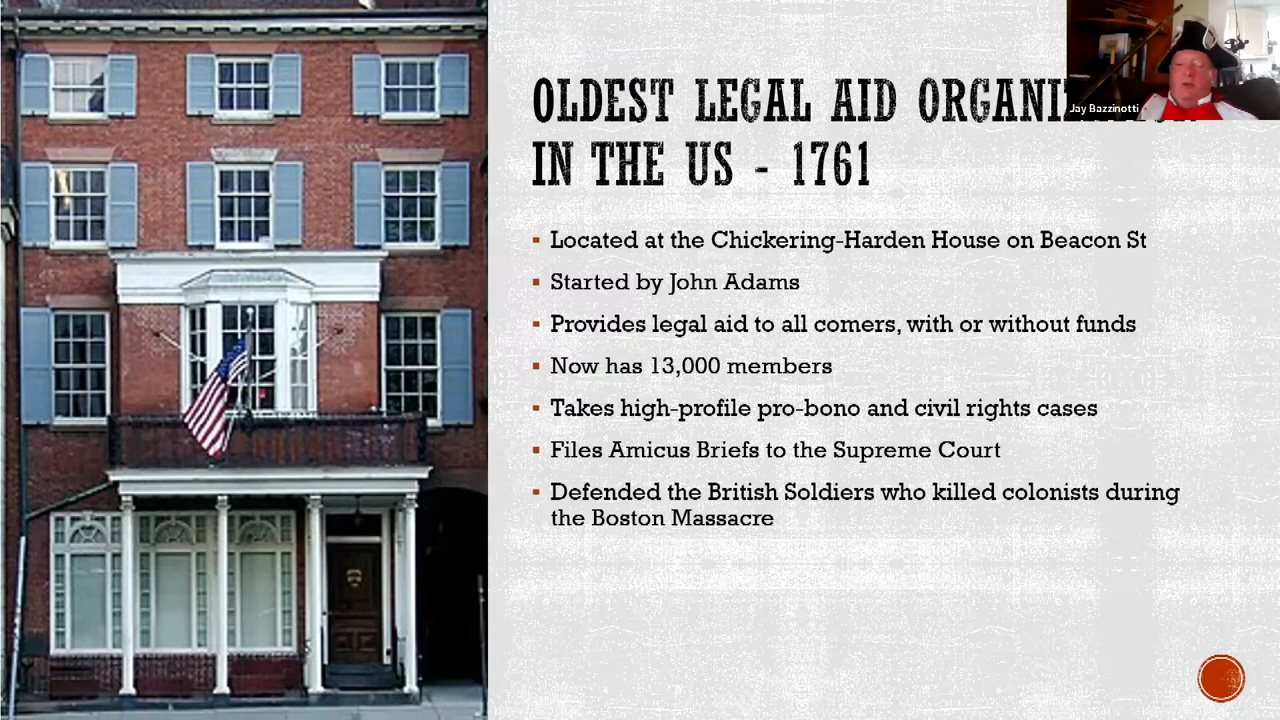 OLDEST LEGAL AID
IN THE US - 1761
Jay Bazzinotti
▪ Located at the Chickering-Harden House on Beacon St
▪ Started by John Adams
▪ Provides legal aid to all comers, with or without funds
▪ Now has 13,000 members
▪ Takes high-profile pro-bono and civil rights cases
▪ Files Amicus Briefs to the Supreme Court
▪ Defended the British Soldiers who killed colonists during
the Boston Massacre